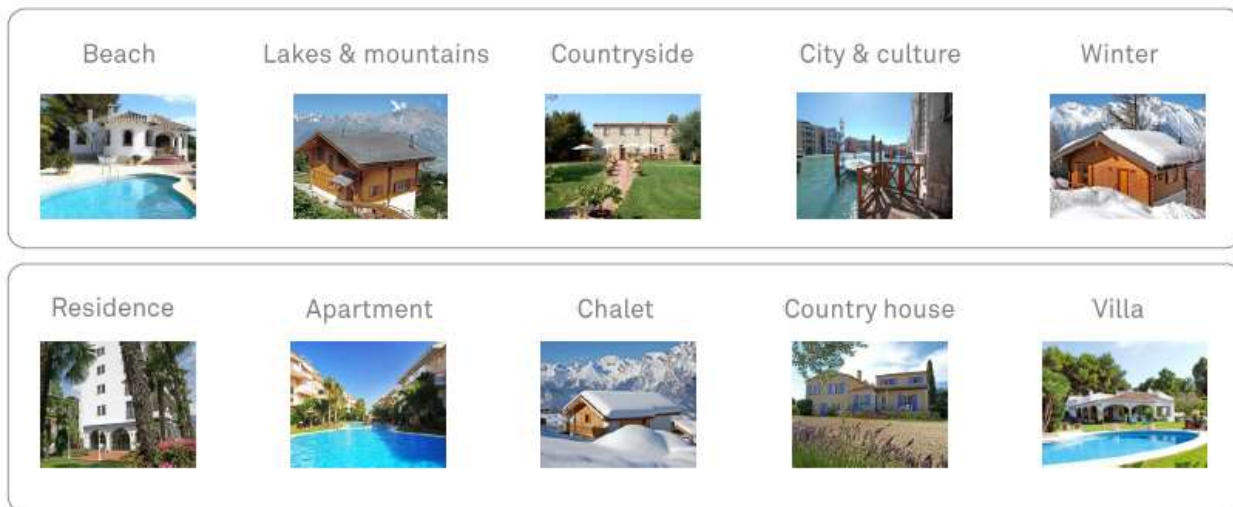 Beach
Lakes & mountains
Countryside
City & culture
Winter
Residence
Apartment
Chalet
Country house
Villa